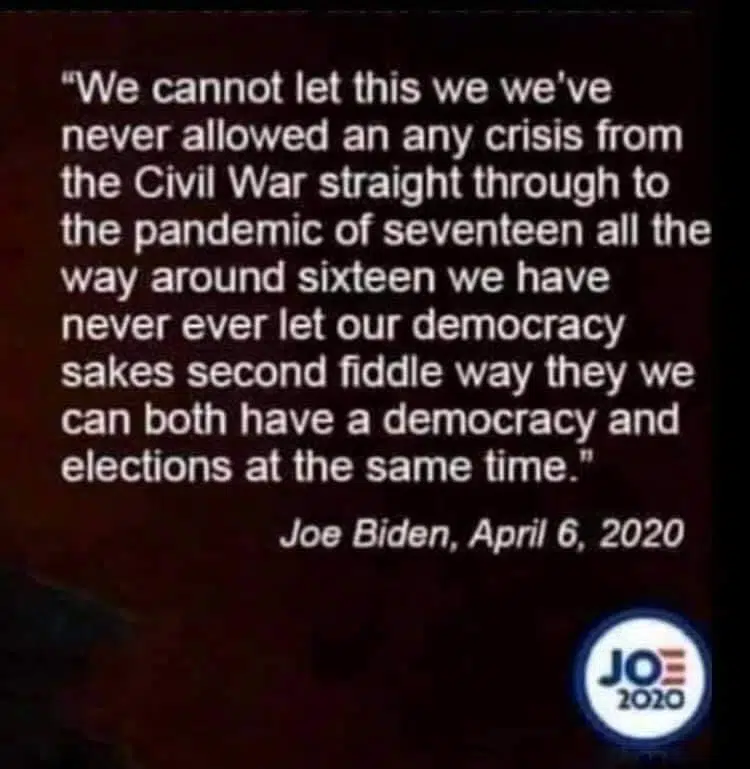 “We cannot let this we we've
never allowed an any crisis from
the Civil War straight through to
the pandemic of seventeen all the
way around sixteen we have
never ever let our democracy
sakes second fiddle way they we
can both have a democracy and
elections at the same time.”
Joe Biden, April 6, 2020
JOE
2020